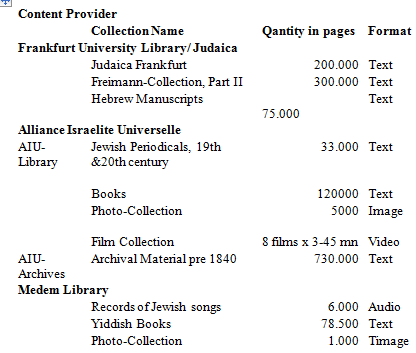 Content Provider
Collection Name Qantity in pages Format
Frankfurt University Library/ Judaica
Judaica Frankfurt 200.000 Text
Freimann-Collection, Part II 300.000 Text
Hebrew Manuscripts Text
75.000
Alliance Israelite Universelle
AIU- Jewish Periodicals, 19th 33.000 Text
Library &20th century
Books 120000 Text
Photo-Collection 5000 Image
Film Collection 8 films x 3-45 mn Video
AIU- Archival Material pre 1840 730.000 Text
Archives
Medem Library
Records of Jewish songs 6.000 Audio
Yiddish Books 78.500 Text
Photo-Collection 1.000 Timage